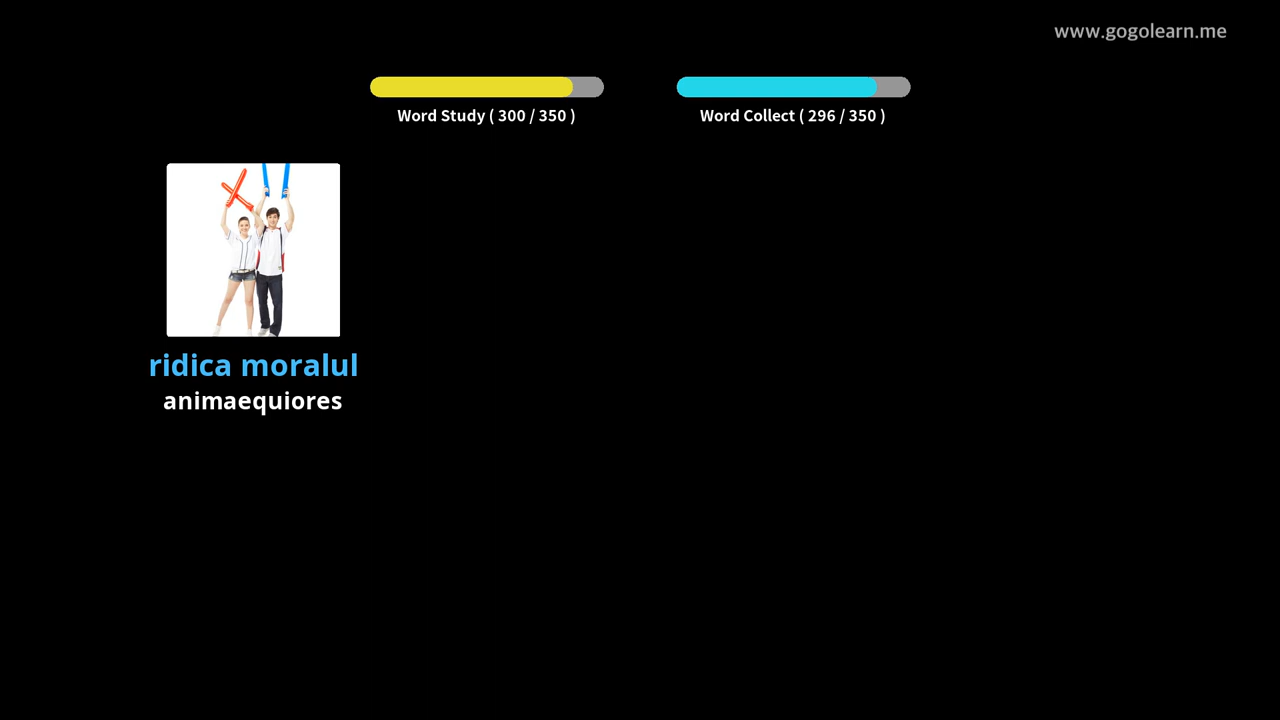 www.gogolearn.me
Word Study ( 300 / 350 )
Word Collect ( 296 / 350 )
ridica moralul
animaequiores